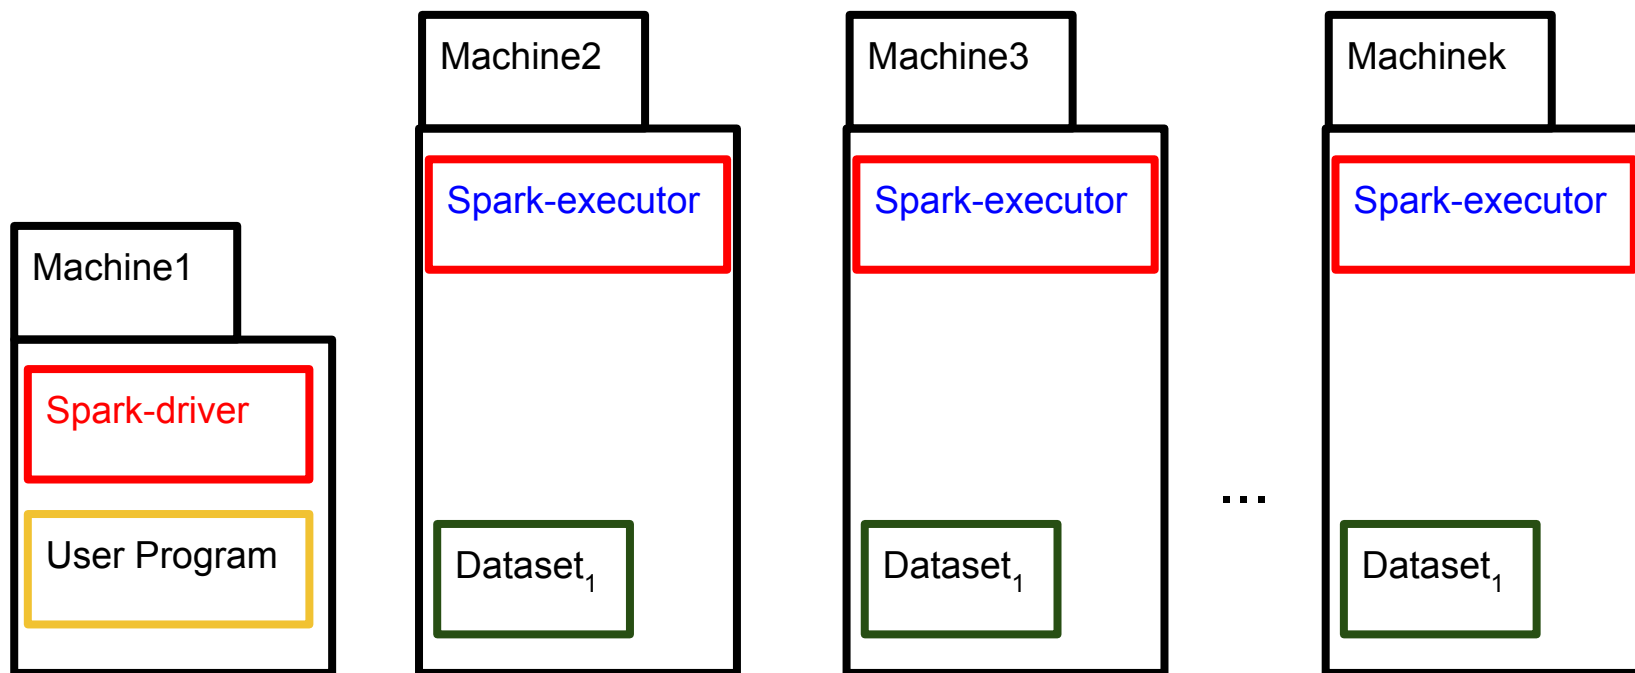 Machine1
Spark-driver
User Program
Machine2
Spark-executor
Dataset₁
Machine3
Spark-executor
Dataset₁
...
Machinek
Spark-executor
Dataset₁